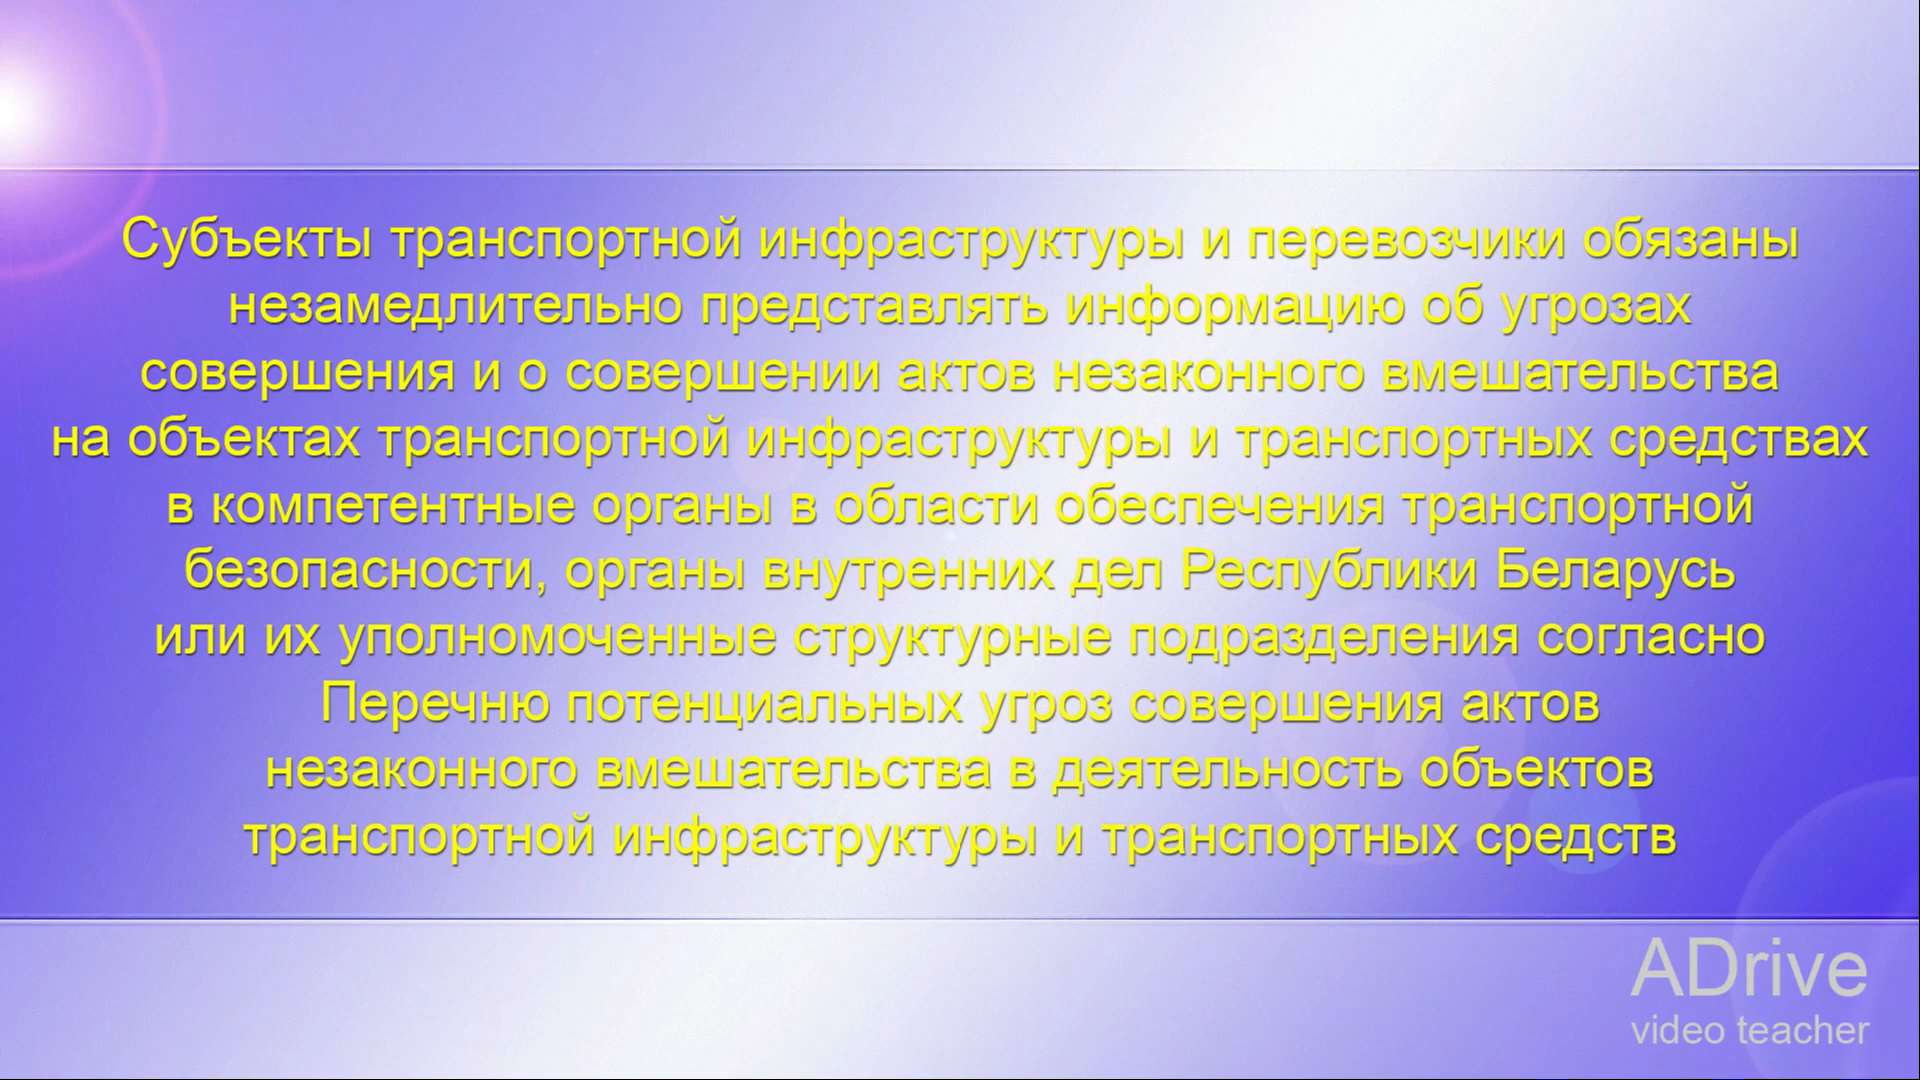 Субъекты транспортной инфраструктуры и перевозчики обязаны
незамедлительно представлять информацию об угрозах
совершения и о совершении актов незаконного вмешательства
на объектах транспортной инфраструктуры и транспортных средствах
в компетентные органы в области обеспечения транспортной
безопасности, органы внутренних дел Республики Беларусь
или их уполномоченные структурные подразделения согласно
Перечню потенциальных угроз совершения актов
незаконного вмешательства в деятельность объектов
транспортной инфраструктуры и транспортных средств
ADrive
video teacher